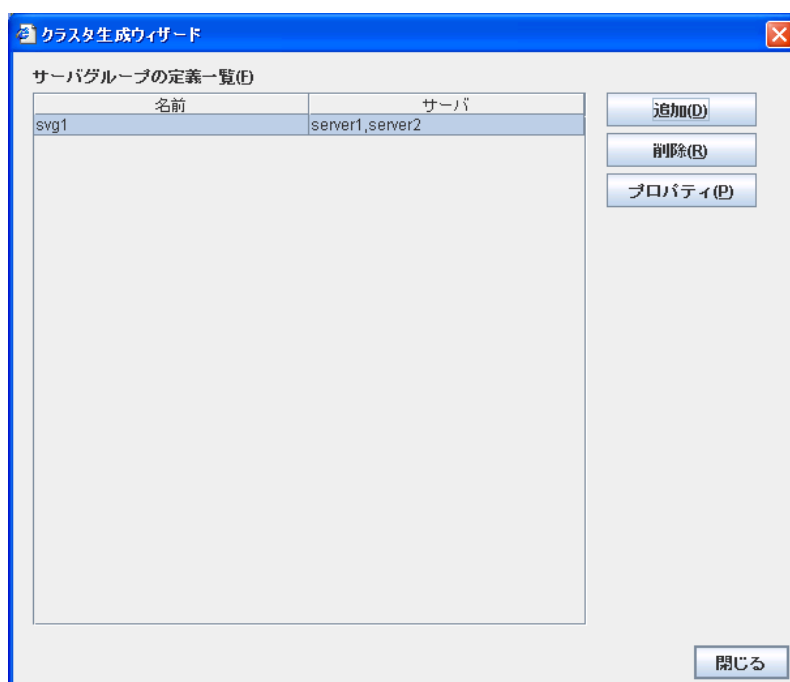 クラスタ生成ウィザード
サーバグループの定義一覧(F)
名前 サーバ
svg1 server1,server2
追加(D)
削除(R)
プロパティ(P)
閉じる